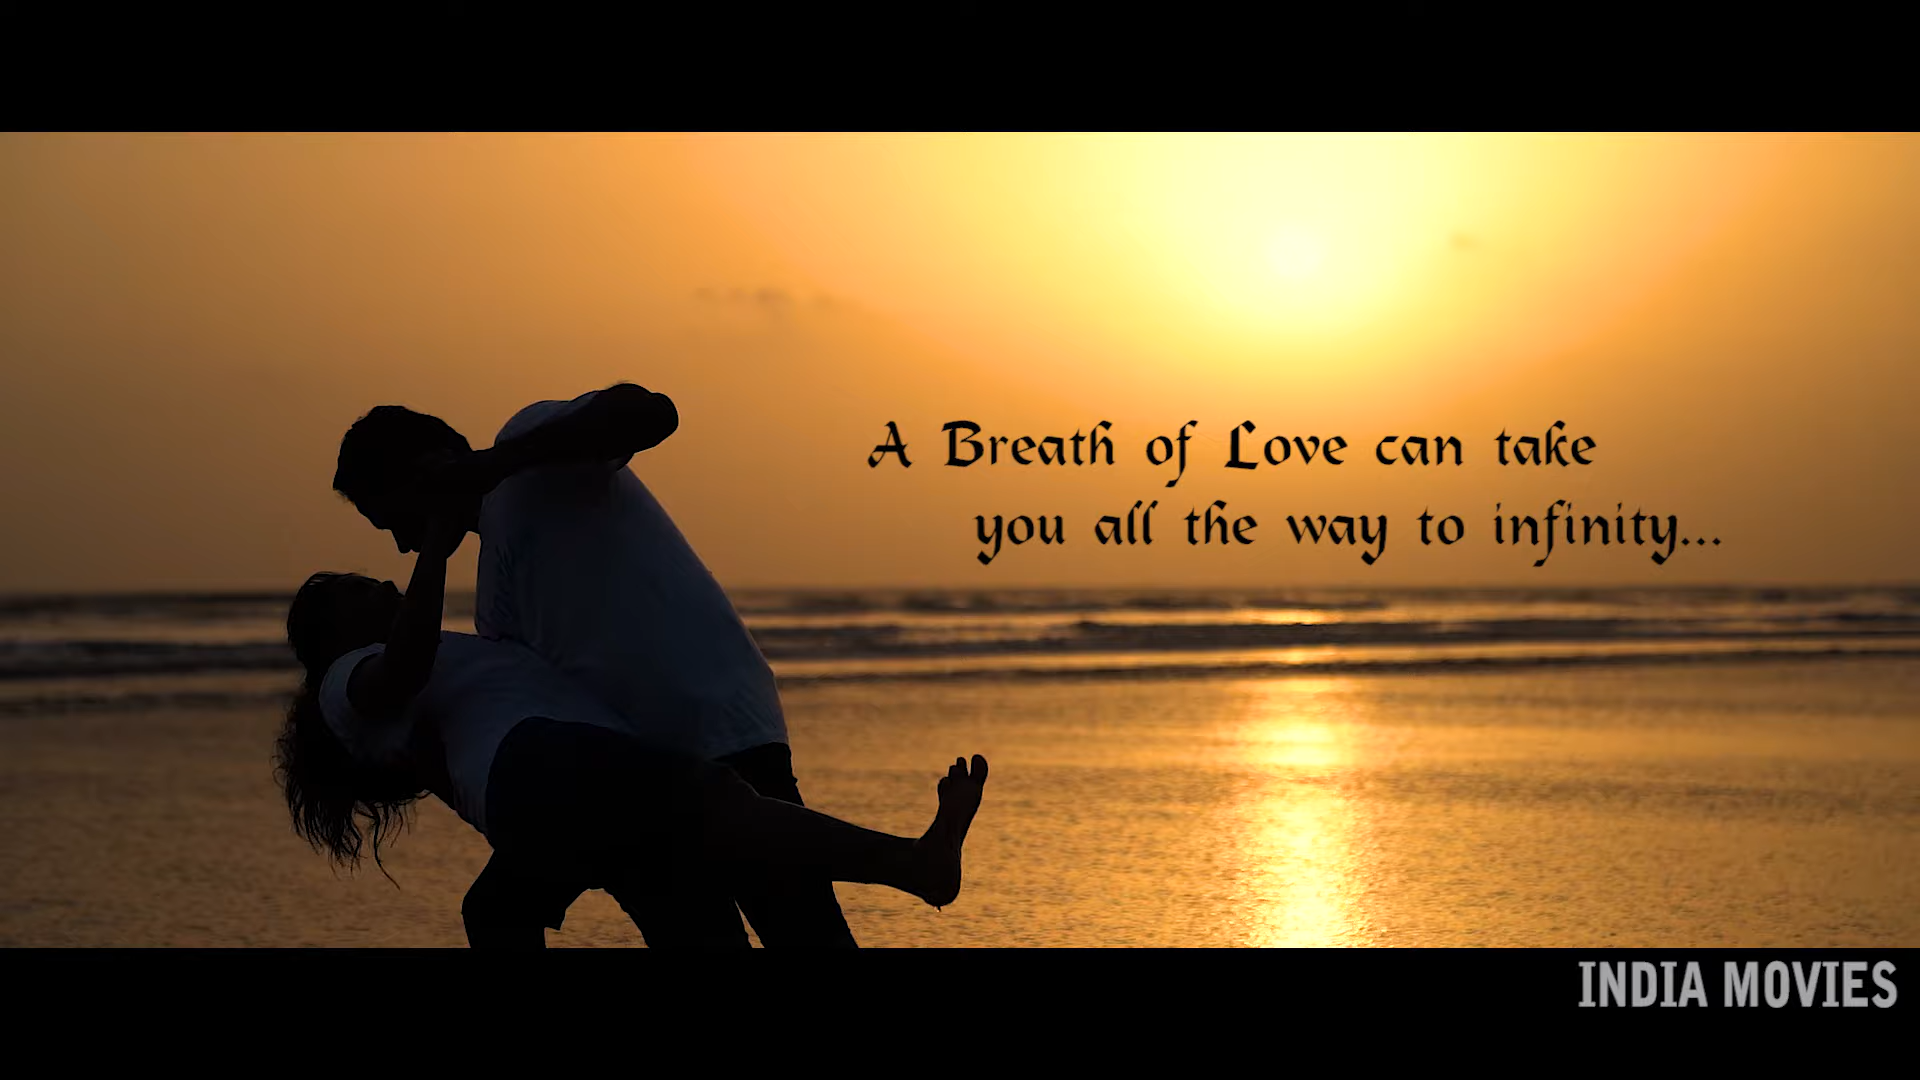 A Breath of Love can take
you all the way to infinity...
INDIA MOVIES